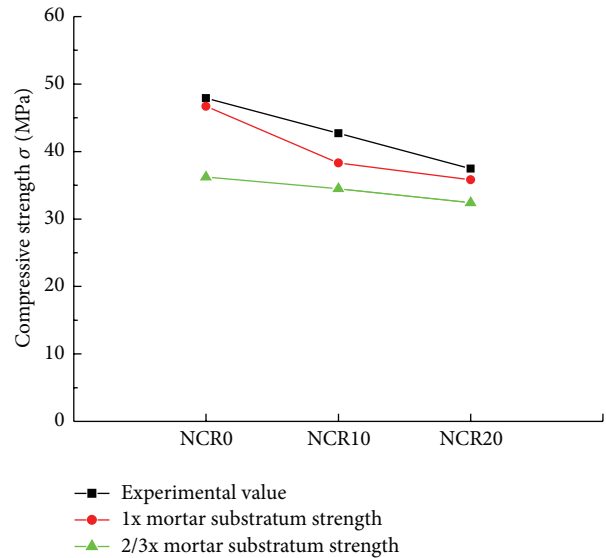 Compressive strength σ (MPa)
60
50
40
30
20
10
0
NCR0
NCR10
NCR20
Experimental value
1x mortar substratum strength
2/3x mortar substratum strength